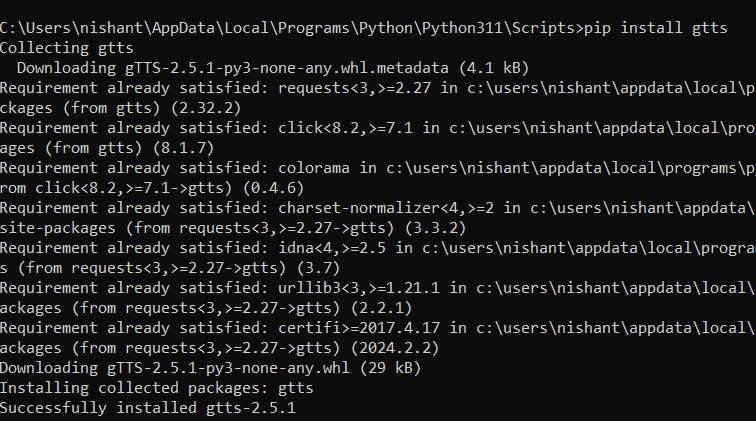 C:\Users\nishant\AppData\Local\Programs\Python\Python311\Scripts>pip install gtts
Collecting gtts
  Downloading gTTS-2.5.1-py3-none-any.whl.metadata (4.1 kB)
Requirement already satisfied: requests<3,>=2.27 in c:\users\nishant\appdata\local\p
ckages (from gtts) (2.32.2)
Requirement already satisfied: click<8.2,>=7.1 in c:\users\nishant\appdata\local\pro
ages (from gtts) (8.1.7)
Requirement already satisfied: colorama in c:\users\nishant\appdata\local\programs\py
rom click<8.2,>=7.1->gtts) (0.4.6)
Requirement already satisfied: charset-normalizer<4,>=2 in c:\users\nishant\appdata\
site-packages (from requests<3,>=2.27->gtts) (3.3.2)
Requirement already satisfied: idna<4,>=2.5 in c:\users\nishant\appdata\local\progra
s (from requests<3,>=2.27->gtts) (3.7)
Requirement already satisfied: urllib3<3,>=1.21.1 in c:\users\nishant\appdata\local\
ackages (from requests<3,>=2.27->gtts) (2.2.1)
Requirement already satisfied: certifi>=2017.4.17 in c:\users\nishant\appdata\local\
ackages (from requests<3,>=2.27->gtts) (2024.2.2)
Downloading gTTS-2.5.1-py3-none-any.whl (29 kB)
Installing collected packages: gtts
Successfully installed gtts-2.5.1